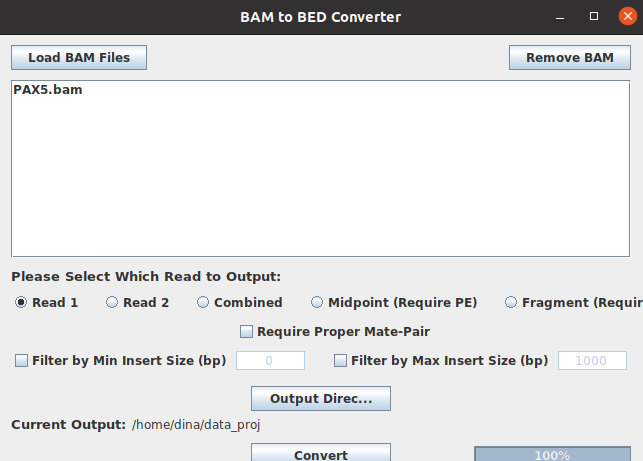 BAM to BED Converter
Load BAM Files Remove BAM
PAX5.bam
Please Select Which Read to Output:
Read 1 Read 2 Combined Midpoint (Require PE) Fragment (Requir
Require Proper Mate-Pair
Filter by Min Insert Size (bp) 0 Filter by Max Insert Size (bp) 1000
Output Direc...
Current Output: /home/dina/data_proj
Convert 100%